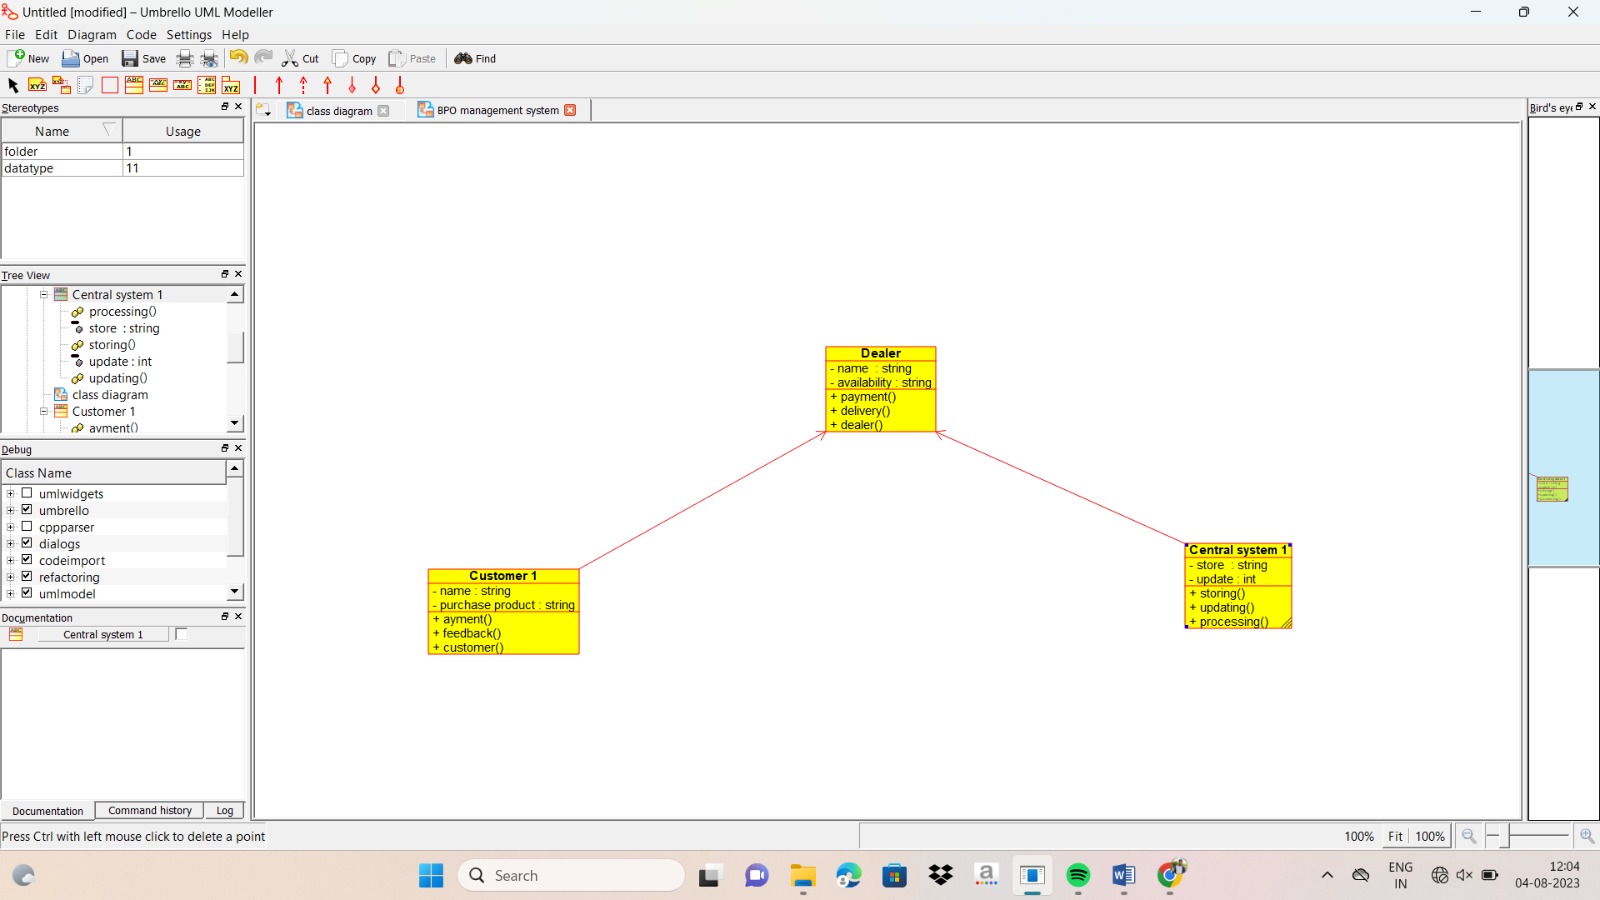 Untitled [modified] – Umbrello UML Modeller
File Edit Diagram Code Settings Help
New Open Save Cut Copy Paste Find
Stereotypes
Name Usage
folder 1
datatype 11
Tree View
Central system 1
processing()
store : string
storing()
update : int
updating()
class diagram
Customer 1
ayment()
Debug
Class Name
umlwidgets
umbrello
cppparser
dialogs
codeimport
refactoring
umlmodel
Documentation
Central system 1
Documentation Command history Log
class diagram BPO management system
Dealer
- name : string
- availability : string
+ payment()
+ delivery()
+ dealer()
Customer 1
- name : string
- purchase product : string
+ ayment()
+ feedback()
+ customer()
Central system 1
- store : string
- update : int
+ storing()
+ updating()
+ processing()
Bird's eye
Press Ctrl with left mouse click to delete a point
100% Fit 100%
Search
ENG
IN
12:04
04-08-2023